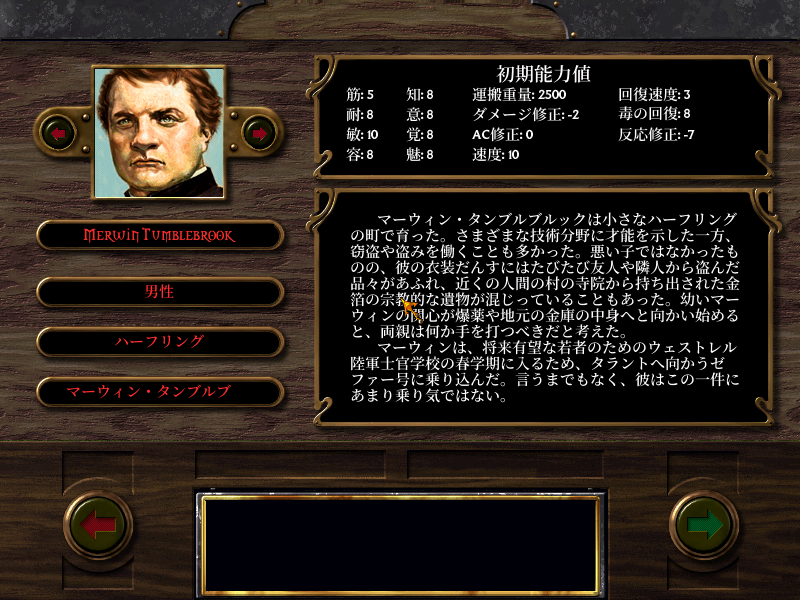 初期能力値
筋: 5 知: 8 運搬重量: 2500 回復速度: 3
耐: 8 意: 8 ダメージ修正: -2 毒の回復: 8
敏: 10 覚: 8 AC修正: 0 反応修正: -7
容: 8 魅: 8 速度: 10
Merwin Tumblebrook
男性
ハーフリング
マーウィン・タンブルブ
マーウィン・タンブルブルックは小さなハーフリング
の町で育った。さまざまな技術分野に才能を示した一方、
窃盗や盗みを働くことも多かった。悪い子ではなかったも
のの、彼の衣装だんすにはたびたび友人や隣人から盗んだ
品々があふれ、近くの人間の村の寺院から持ち出された金
箔の宗教的な遺物が混じっていることもあった。幼いマー
ウィンの関心が爆薬や地元の金庫の中身へと向かい始める
と、両親は何か手を打つべきだと考えた。
マーウィンは、将来有望な若者のためのウェストレル
陸軍士官学校の春学期に入るため、タラントへ向かうゼ
ファー号に乗り込んだ。言うまでもなく、彼はこの一件に
あまり乗り気ではない。